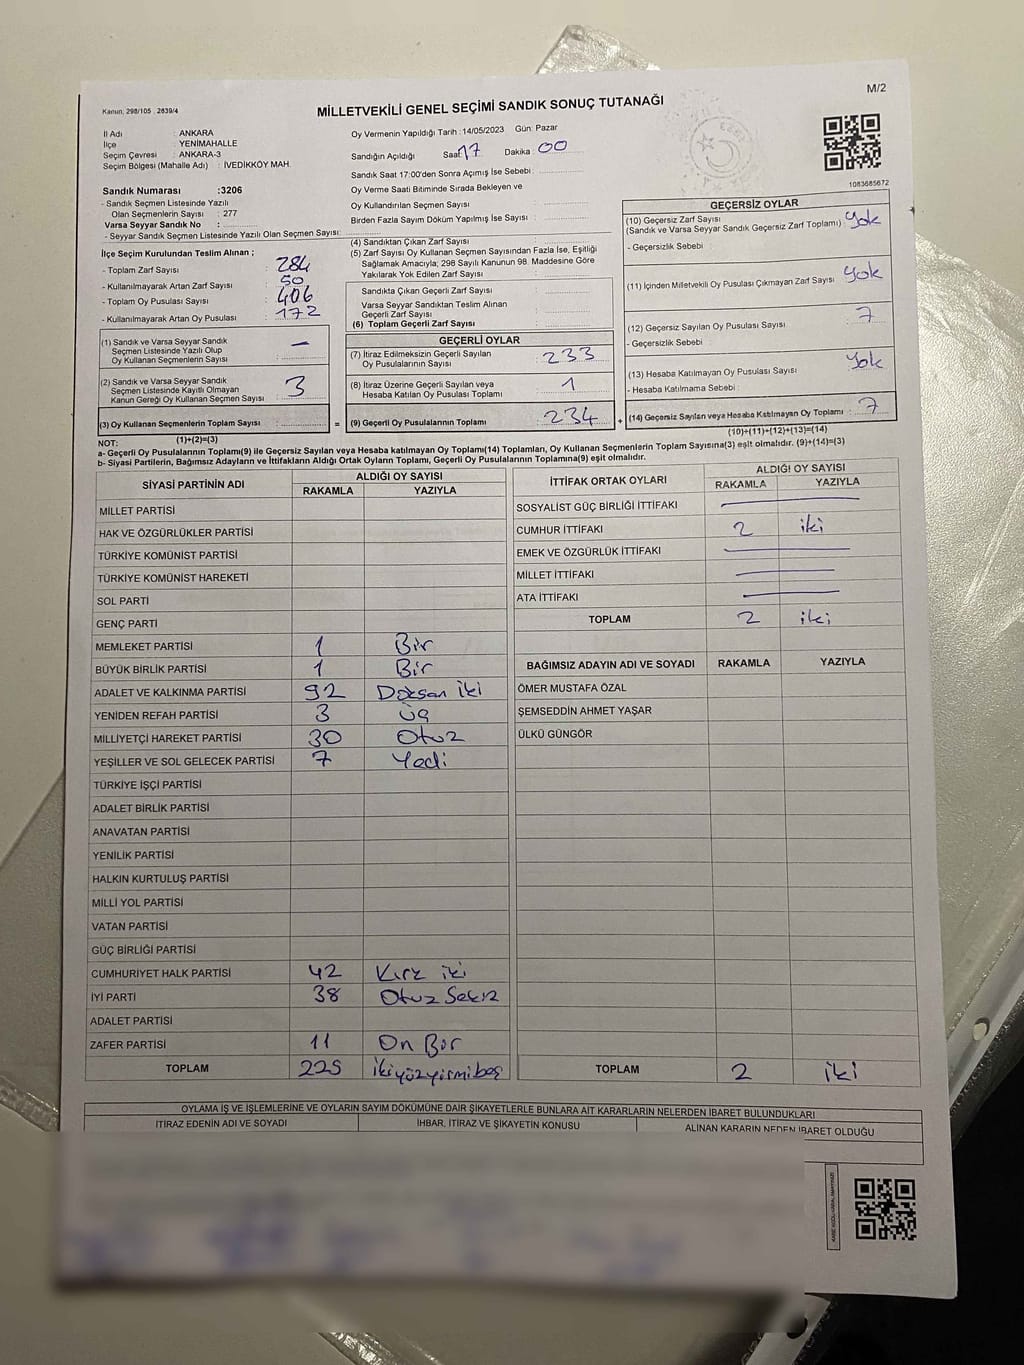 M/2
Kanun: 298/105 2839/4
MİLLETVEKİLİ GENEL SEÇİMİ SANDIK SONUÇ TUTANAĞI
İl Adı : ANKARA
İlçe : YENİMAHALLE
Seçim Çevresi : ANKARA-3
Seçim Bölgesi (Mahalle Adı) : İVEDİKKÖY MAH.
Sandık Numarası :3206
- Sandık Seçmen Listesinde Yazılı
Olan Seçmenlerin Sayısı : 277
Varsa Seyyar Sandık No :
- Seyyar Sandık Seçmen Listesinde Yazılı Olan Seçmen Sayısı:
İlçe Seçim Kurulundan Teslim Alınan ;
- Toplam Zarf Sayısı : 284
- Kullanılmayarak Artan Zarf Sayısı : 50
- Toplam Oy Pusulası Sayısı : 406
- Kullanılmayarak Artan Oy Pusulası : 172
(1) Sandık ve Varsa Seyyar Sandık
Seçmen Listesinde Yazılı Olup
Oy Kullanan Seçmenlerin Sayısı : —
(2) Sandık ve Varsa Seyyar Sandık
Seçmen Listesinde Kayıtlı Olmayan
Kanun Gereği Oy Kullanan Seçmen Sayısı : 3
(3) Oy Kullanan Seçmenlerin Toplam Sayısı :
(1)+(2)=(3)
Oy Vermenin Yapıldığı Tarih : 14/05/2023 Gün: Pazar
Sandığın Açıldığı Saat 17 Dakika : 00
Sandık Saat 17:00'den Sonra Açımış İse Sebebi :
Oy Verme Saati Bitiminde Sırada Bekleyen ve
Oy Kullandırılan Seçmen Sayısı :
Birden Fazla Sayım Döküm Yapılmış İse Sayısı :
(4) Sandıktan Çıkan Zarf Sayısı :
(5) Zarf Sayısı Oy Kullanan Seçmen Sayısından Fazla İse, Eşitliği
Sağlamak Amacıyla; 298 Sayılı Kanunun 98. Maddesine Göre
Yakılarak Yok Edilen Zarf Sayısı :
Sandıkta Çıkan Geçerli Zarf Sayısı :
Varsa Seyyar Sandıktan Teslim Alınan
Geçerli Zarf Sayısı :
(6) Toplam Geçerli Zarf Sayısı :
GEÇERLİ OYLAR
(7) İtiraz Edilmeksizin Geçerli Sayılan
Oy Pusulalarının Sayısı : 233
(8) İtiraz Üzerine Geçerli Sayılan veya
Hesaba Katılan Oy Pusulası Toplamı : 1
= (9) Geçerli Oy Pusulalarının Toplamı : 234
1083685672
GEÇERSİZ OYLAR
(10) Geçersiz Zarf Sayısı
(Sandık ve Varsa Seyyar Sandık Geçersiz Zarf Toplamı) : Yok
- Geçersizlik Sebebi :
(11) İçinden Milletvekili Oy Pusulası Çıkmayan Zarf Sayısı : Yok
(12) Geçersiz Sayılan Oy Pusulası Sayısı : 7
- Geçersizlik Sebebi :
(13) Hesaba Katılmayan Oy Pusulası Sayısı : Yok
- Hesaba Katılmama Sebebi :
+ (14) Geçersiz Sayılan veya Hesaba Katılmayan Oy Toplamı : 7
(10)+(11)+(12)+(13)=(14)
NOT:
a- Geçerli Oy Pusulaları Toplamı(9) ile Geçersiz Sayılan veya Hesaba katılmayan Oy Toplamı(14) Toplamları, Oy Kullanan Seçmenlerin Toplam Sayısına(3) eşit olmalıdır. (9)+(14)=(3)
b- Siyasi Partilerin, Bağımsız Adayların ve İttifakların Aldığı Ortak Oyların Toplamı, Geçerli Oy Pusulalarının Toplamına(9) eşit olmalıdır.
SİYASİ PARTİNİN ADI ALDIĞI OY SAYISI
RAKAMLA YAZIYLA
MİLLET PARTİSİ
HAK VE ÖZGÜRLÜKLER PARTİSİ
TÜRKİYE KOMÜNİST PARTİSİ
TÜRKİYE KOMÜNİST HAREKETİ
SOL PARTİ
GENÇ PARTİ
MEMLEKET PARTİSİ 1 Bir
BÜYÜK BİRLİK PARTİSİ 1 Bir
ADALET VE KALKINMA PARTİSİ 92 Doksan iki
YENİDEN REFAH PARTİSİ 3 üç
MİLLİYETÇİ HAREKET PARTİSİ 30 Otuz
YEŞİLLER VE SOL GELECEK PARTİSİ 7 Yedi
TÜRKİYE İŞÇİ PARTİSİ
ADALET BİRLİK PARTİSİ
ANAVATAN PARTİSİ
YENİLİK PARTİSİ
HALKIN KURTULUŞ PARTİSİ
MİLLİ YOL PARTİSİ
VATAN PARTİSİ
GÜÇ BİRLİĞİ PARTİSİ
CUMHURİYET HALK PARTİSİ 42 Kırk iki
İYİ PARTİ 38 Otuz Sekiz
ADALET PARTİSİ
ZAFER PARTİSİ 11 On Bir
TOPLAM 225 ikiyüzyirmibeş
İTTİFAK ORTAK OYLARI ALDIĞI OY SAYISI
RAKAMLA YAZIYLA
SOSYALİST GÜÇ BİRLİĞİ İTTİFAKI
CUMHUR İTTİFAKI 2 iki
EMEK VE ÖZGÜRLÜK İTTİFAKI
MİLLET İTTİFAKI
ATA İTTİFAKI
TOPLAM 2 iki
BAĞIMSIZ ADAYIN ADI VE SOYADI RAKAMLA YAZIYLA
ÖMER MUSTAFA ÖZAL
ŞEMSEDDİN AHMET YAŞAR
ÜLKÜ GÜNGÖR
TOPLAM 2 iki
OYLAMA İŞ VE İŞLEMLERİNE VE OYLARIN SAYIM DÖKÜMÜNE DAİR ŞİKAYETLERLE BUNLARA AİT KARARLARIN NELERDEN İBARET BULUNDUKLARI
İTİRAZ EDENİN ADI VE SOYADI İHBAR, İTİRAZ VE ŞİKAYETİN KONUSU ALINAN KARARIN NEDEN İBARET OLDUĞU